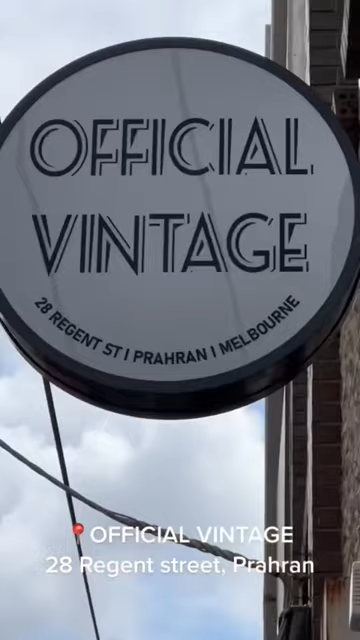 OFFICIAL
VINTAGE
28 REGENT ST | PRAHRAN | MELBOURNE
📍OFFICIAL VINTAGE
28 Regent street, Prahran